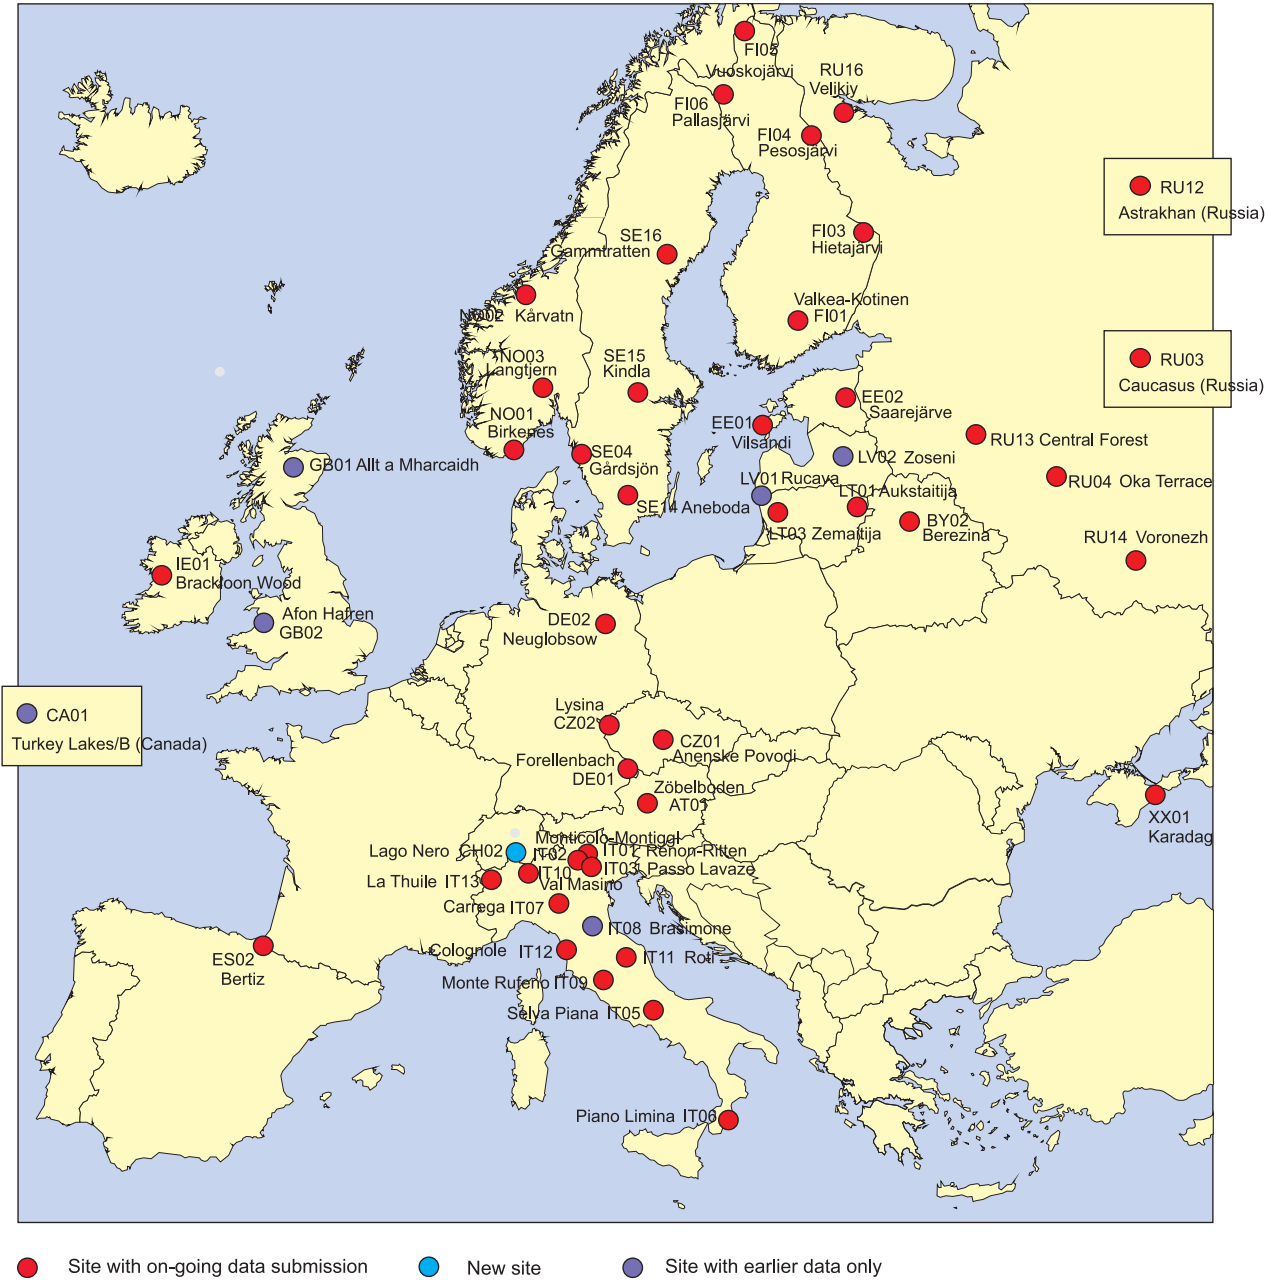 FI05
Vuoskojärvi
RU16
Velikiy
FI06
Pallasjärvi
FI04
Pesosjärvi
RU12
Astrakhan (Russia)
FI03
Hietajärvi
SE16
Gammtratten
Valkea-Kotinen
FI01
NO02 Kårvatn
RU03
Caucasus (Russia)
NO03
Langtjern
SE15
Kindla
NO01
Birkenes
EE02
Saarejärve
EE01
Vilsandi
RU13 Central Forest
SE04
Gårdsjön
LV02 Zoseni
GB01 Allt a Mharcaidh
LV01 Rucava
RU04 Oka Terrace
LT01 Aukstaitija
SE14 Aneboda
LT03 Zemaitija
BY02
Berezina
RU14 Voronezh
IE01
Brackloon Wood
Afon Hafren
GB02
DE02
Neuglobsow
CA01
Turkey Lakes/B (Canada)
Lysina
CZ02
CZ01
Anenske Povodi
Forellenbach
DE01
Zöbelboden
AT01
XX01
Karadag
Monticolo-Montiggl
Lago Nero CH02
IT02
IT01 Renon-Ritten
IT03 Passo Lavaze
IT10
Val Masino
La Thuile IT13
Carrega IT07
IT08 Brasimone
Colognole IT12
IT11 Roti
ES02
Bertiz
Monte Rufeno IT09
Selva Piana IT05
Piano Limina IT06
Site with on-going data submission
New site
Site with earlier data only